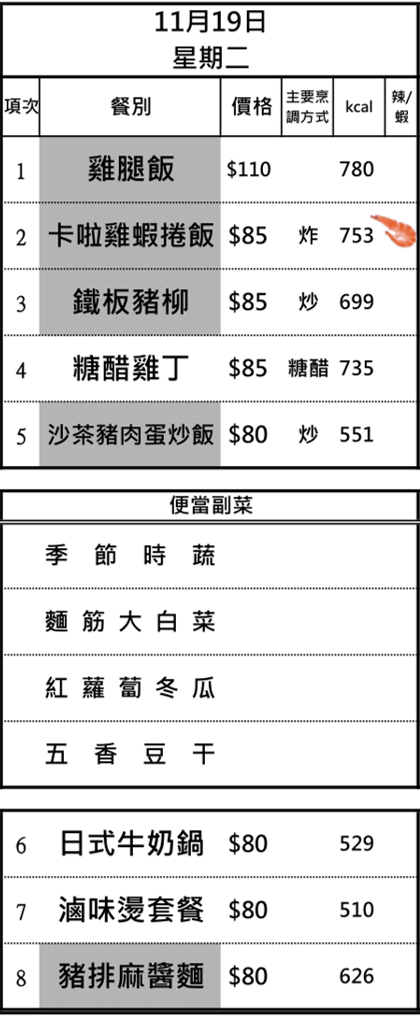 11月19日
星期二
項次 餐別 價格 主要烹調方式 kcal 辣/蝦
1 雞腿飯 $110 780
2 卡啦雞蝦捲飯 $85 炸 753
3 鐵板豬柳 $85 炒 699
4 糖醋雞丁 $85 糖醋 735
5 沙茶豬肉蛋炒飯 $80 炒 551
便當副菜
季節時蔬
麵筋大白菜
紅蘿蔔冬瓜
五香豆干
6 日式牛奶鍋 $80 529
7 滷味燙套餐 $80 510
8 豬排麻醬麵 $80 626